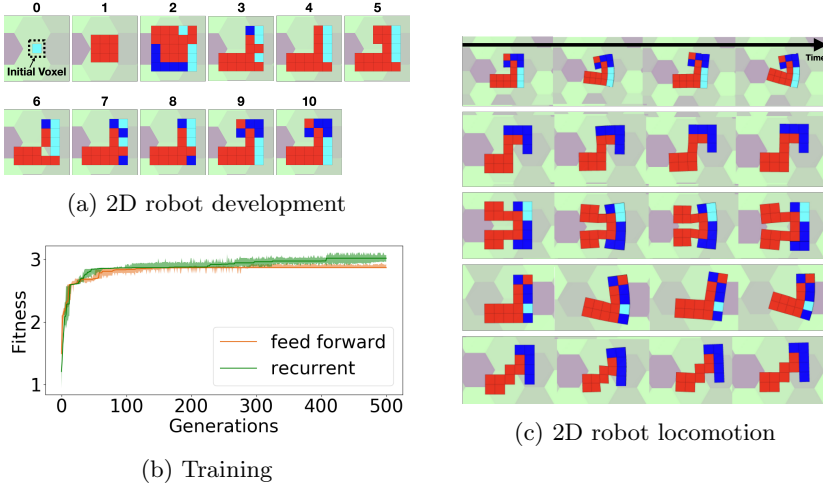 0 1 2 3 4 5
Initial Voxel
6 7 8 9 10
(a) 2D robot development
3
2
1
Fitness
feed forward
recurrent
0 100 200 300 400 500
Generations
(b) Training
Time
(c) 2D robot locomotion